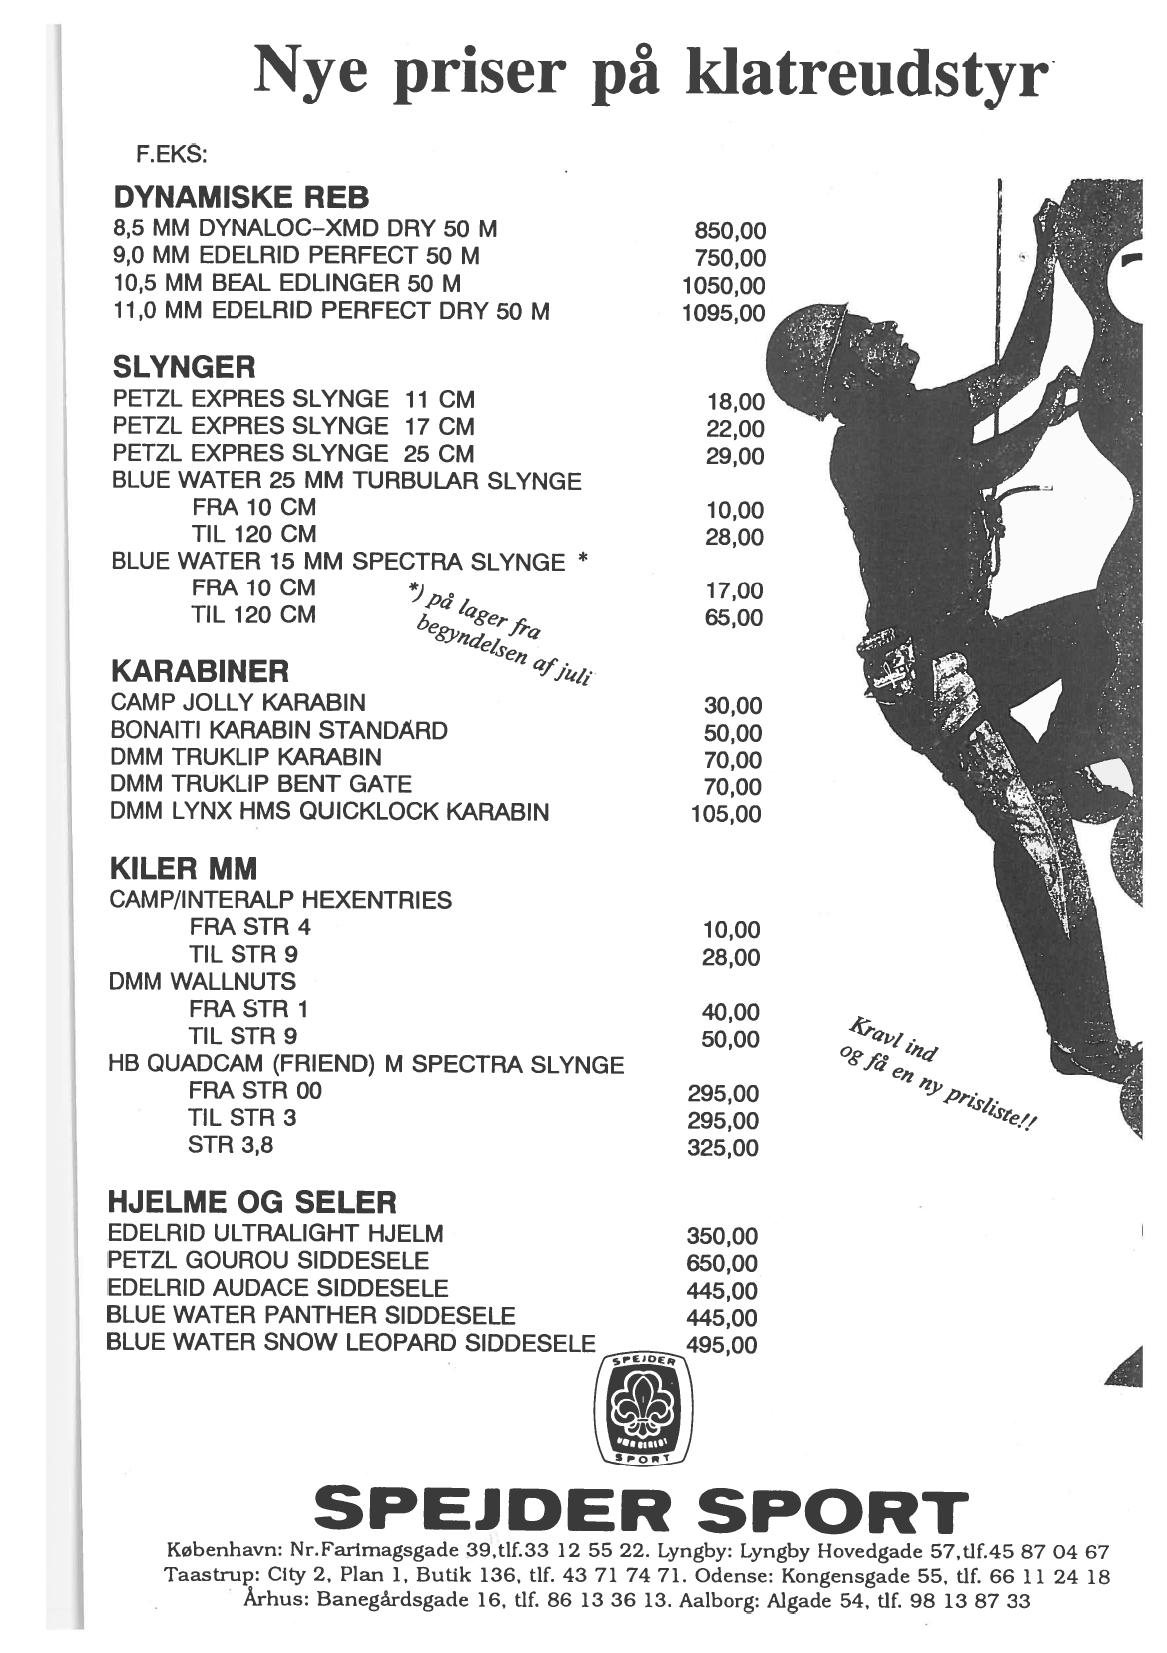 Nye priser på klatreudstyr
F.EKS:
DYNAMISKE REB
8,5 MM DYNALOC-XMD DRY 50 M 850,00
9,0 MM EDELRID PERFECT 50 M 750,00
10,5 MM BEAL EDLINGER 50 M 1050,00
11,0 MM EDELRID PERFECT DRY 50 M 1095,00
SLYNGER
PETZL EXPRES SLYNGE 11 CM 18,00
PETZL EXPRES SLYNGE 17 CM 22,00
PETZL EXPRES SLYNGE 25 CM 29,00
BLUE WATER 25 MM TURBULAR SLYNGE
FRA 10 CM 10,00
TIL 120 CM 28,00
BLUE WATER 15 MM SPECTRA SLYNGE *
FRA 10 CM 17,00
TIL 120 CM 65,00
*) på lager fra
begyndelsen af juli
KARABINER
CAMP JOLLY KARABIN 30,00
BONAITI KARABIN STANDARD 50,00
DMM TRUKLIP KARABIN 70,00
DMM TRUKLIP BENT GATE 70,00
DMM LYNX HMS QUICKLOCK KARABIN 105,00
KILER MM
CAMP/INTERALP HEXENTRIES
FRA STR 4 10,00
TIL STR 9 28,00
DMM WALLNUTS
FRA STR 1 40,00
TIL STR 9 50,00
HB QUADCAM (FRIEND) M SPECTRA SLYNGE
FRA STR 00 295,00
TIL STR 3 295,00
STR 3,8 325,00
Kravl ind
og få en ny prisliste!!
HJELME OG SELER
EDELRID ULTRALIGHT HJELM 350,00
PETZL GOUROU SIDDESELE 650,00
EDELRID AUDACE SIDDESELE 445,00
BLUE WATER PANTHER SIDDESELE 445,00
BLUE WATER SNOW LEOPARD SIDDESELE 495,00
SPEJDER
SPORT
SPEJDER SPORT
København: Nr.Farimagsgade 39,tlf.33 12 55 22. Lyngby: Lyngby Hovedgade 57,tlf.45 87 04 67
Taastrup: City 2, Plan 1, Butik 136, tlf. 43 71 74 71. Odense: Kongensgade 55, tlf. 66 11 24 18
Århus: Banegårdsgade 16, tlf. 86 13 36 13. Aalborg: Algade 54, tlf. 98 13 87 33